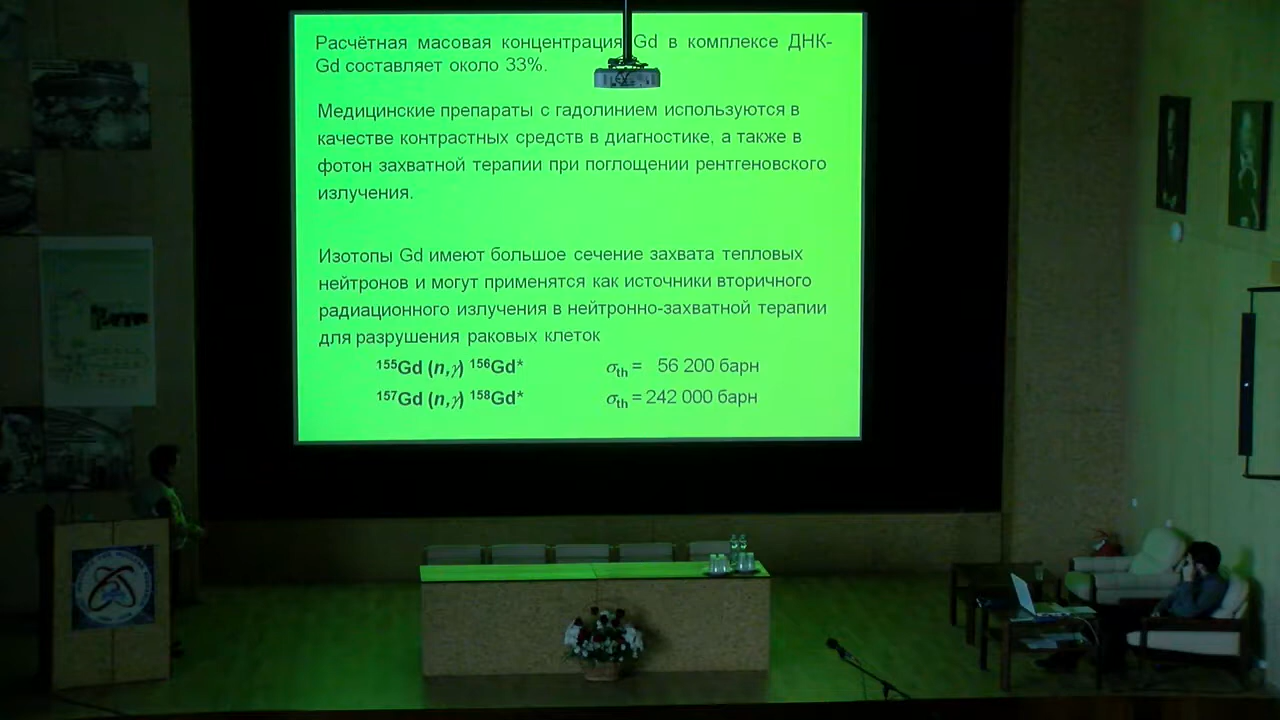 Расчётная массовая концентрация Gd в комплексе ДНК-
Gd составляет около 33%.
Медицинские препараты с гадолинием используются в
качестве контрастных средств в диагностике, а также в
фотон захватной терапии при поглощении рентгеновского
излучения.
Изотопы Gd имеют большое сечение захвата тепловых
нейтронов и могут применятся как источники вторичного
радиационного излучения в нейтронно-захватной терапии
для разрушения раковых клеток
¹⁵⁵Gd (n,γ) ¹⁵⁶Gd* σth = 56 200 барн
¹⁵⁷Gd (n,γ) ¹⁵⁸Gd* σth = 242 000 барн